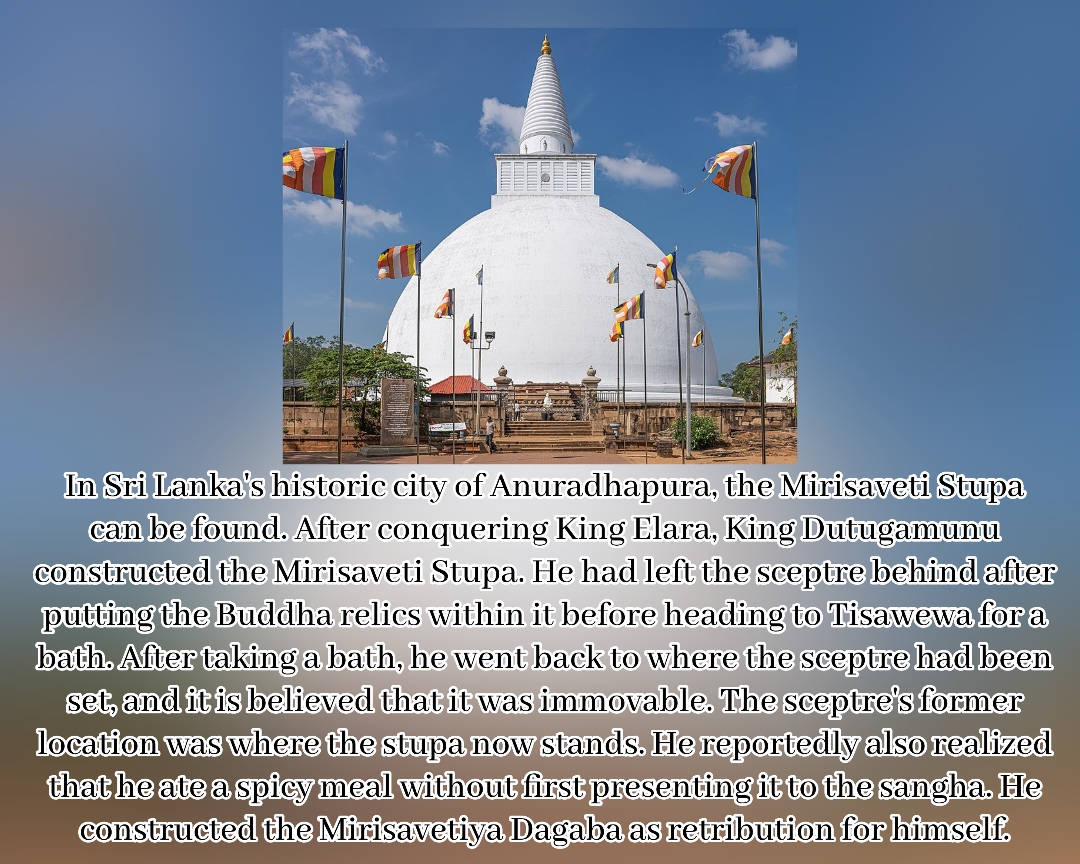 In Sri Lanka's historic city of Anuradhapura, the Mirisaveti Stupa
can be found. After conquering King Elara, King Dutugamunu
constructed the Mirisaveti Stupa. He had left the sceptre behind after
putting the Buddha relics within it before heading to Tisawewa for a
bath. After taking a bath, he went back to where the sceptre had been
set, and it is believed that it was immovable. The sceptre's former
location was where the stupa now stands. He reportedly also realized
that he ate a spicy meal without first presenting it to the sangha. He
constructed the Mirisavetiya Dagaba as retribution for himself.